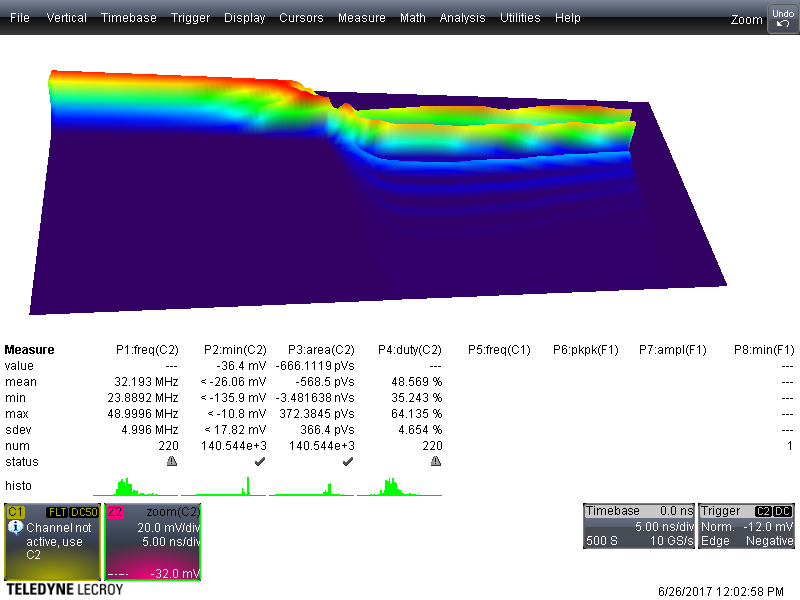 File Vertical Timebase Trigger Display Cursors Measure Math Analysis Utilities Help Zoom Undo
Measure P1:freq(C2) P2:min(C2) P3:area(C2) P4:duty(C2) P5:freq(C1) P6:pkpk(F1) P7:ampl(F1) P8:min(F1)
value --- -36.4 mV -666.1119 pVs --- ---
mean 32.193 MHz < -26.06 mV -568.5 pVs 48.569 % ---
min 23.8892 MHz < -135.9 mV -3.481638 nVs 35.243 % ---
max 48.9996 MHz < -10.8 mV 372.3845 pVs 64.135 % ---
sdev 4.996 MHz < 17.82 mV 366.4 pVs 4.654 % ---
num 220 140.544e+3 140.544e+3 220 1
status
histo
C1 FLT DC50
Channel not
active, use
C2
Z2 zoom(C2)
20.0 mV/div
5.00 ns/div
-32.0 mV
Timebase 0.0 ns
5.00 ns/div
500 S 10 GS/s
Trigger C2 DC
Norm. -12.0 mV
Edge Negative
TELEDYNE LECROY
6/26/2017 12:02:58 PM